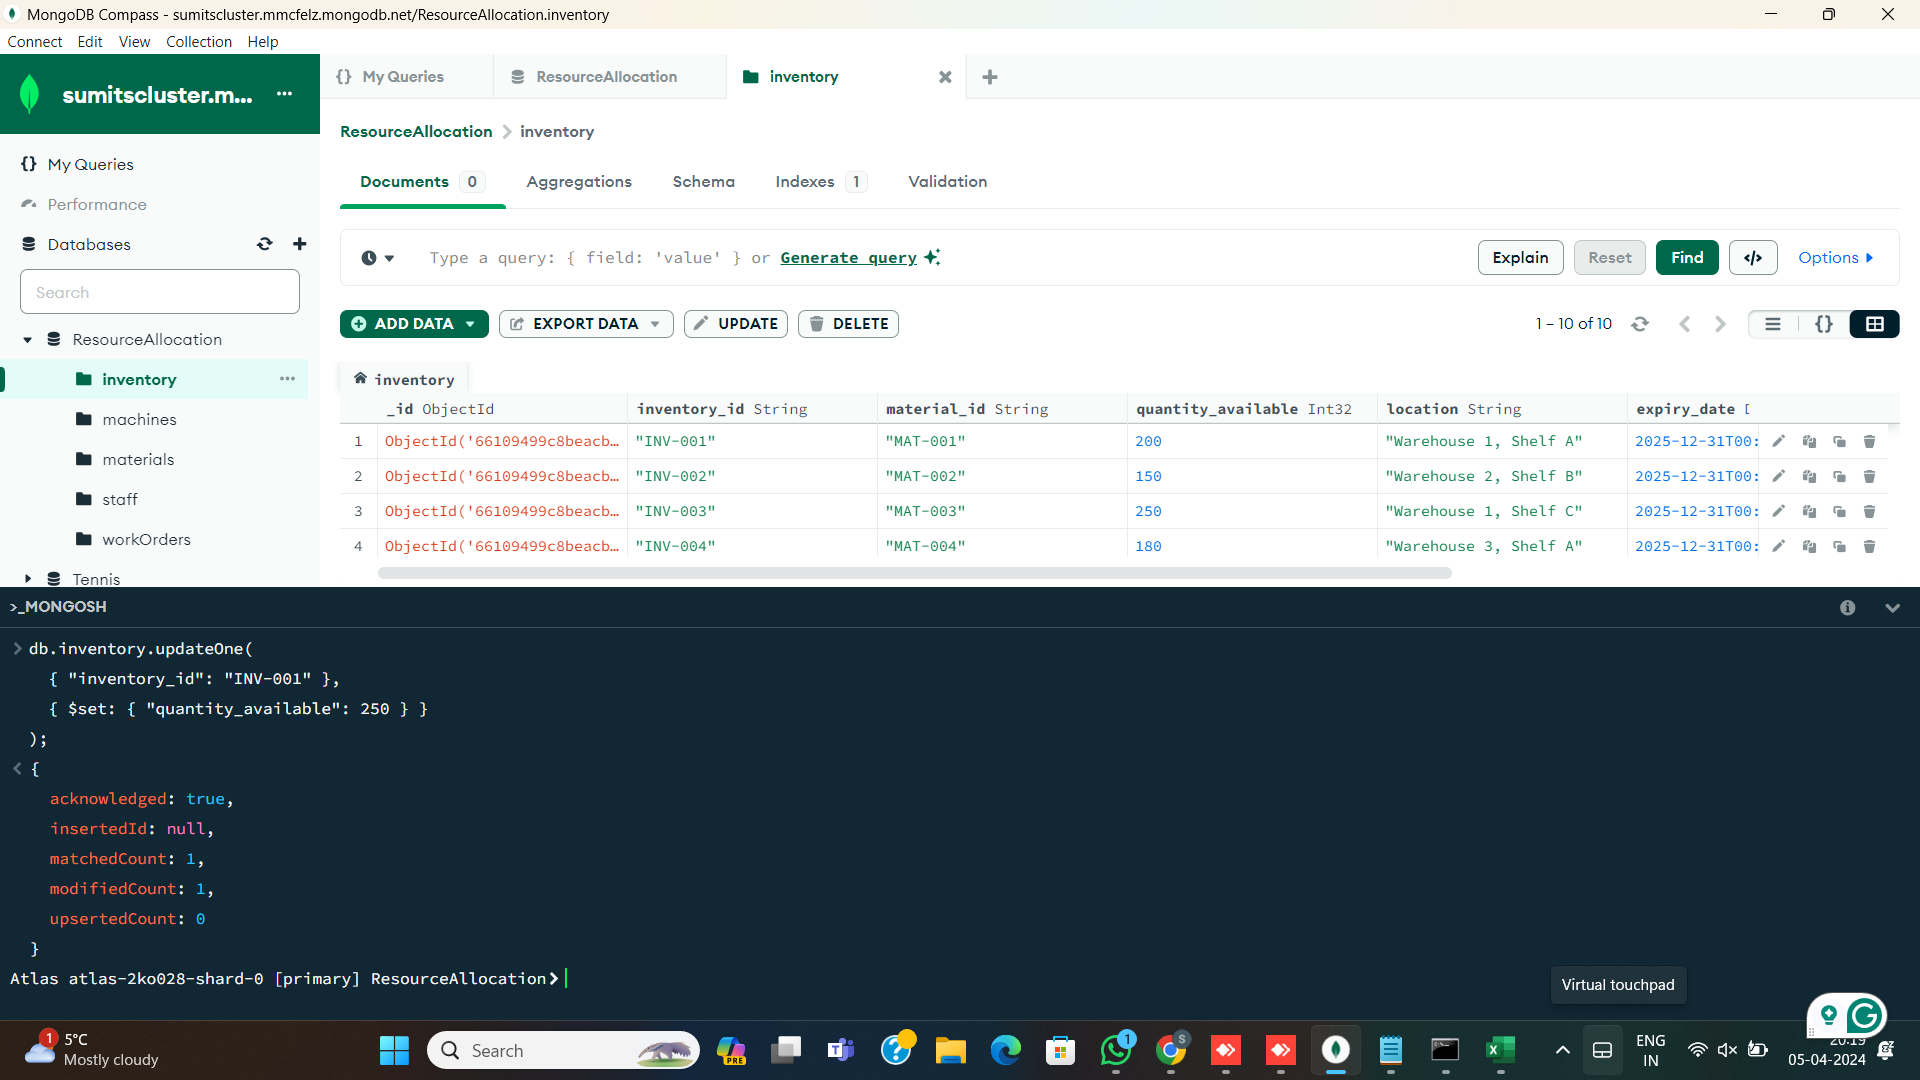 MongoDB Compass - sumitscluster.mmcfelz.mongodb.net/ResourceAllocation.inventory
Connect Edit View Collection Help
sumitscluster.m... ...
My Queries
Performance
Databases
Search
ResourceAllocation
inventory ...
machines
materials
staff
workOrders
Tennis
{} My Queries ResourceAllocation inventory
ResourceAllocation > inventory
Documents 0 Aggregations Schema Indexes 1 Validation
Type a query: { field: 'value' } or Generate query
Explain Reset Find </> Options
ADD DATA EXPORT DATA UPDATE DELETE
1 – 10 of 10 {}
inventory
_id ObjectId inventory_id String material_id String quantity_available Int32 location String expiry_date
1 ObjectId('66109499c8beacb… "INV-001" "MAT-001" 200 "Warehouse 1, Shelf A" 2025-12-31T00:
2 ObjectId('66109499c8beacb… "INV-002" "MAT-002" 150 "Warehouse 2, Shelf B" 2025-12-31T00:
3 ObjectId('66109499c8beacb… "INV-003" "MAT-003" 250 "Warehouse 1, Shelf C" 2025-12-31T00:
4 ObjectId('66109499c8beacb… "INV-004" "MAT-004" 180 "Warehouse 3, Shelf A" 2025-12-31T00:
>_MONGOSH
> db.inventory.updateOne(
{ "inventory_id": "INV-001" },
{ $set: { "quantity_available": 250 } }
);
< {
acknowledged: true,
insertedId: null,
matchedCount: 1,
modifiedCount: 1,
upsertedCount: 0
}
Atlas atlas-2ko028-shard-0 [primary] ResourceAllocation>
Virtual touchpad
1 5°C
Mostly cloudy
Search
PRE
1
S
ENG
IN
20:19
05-04-2024